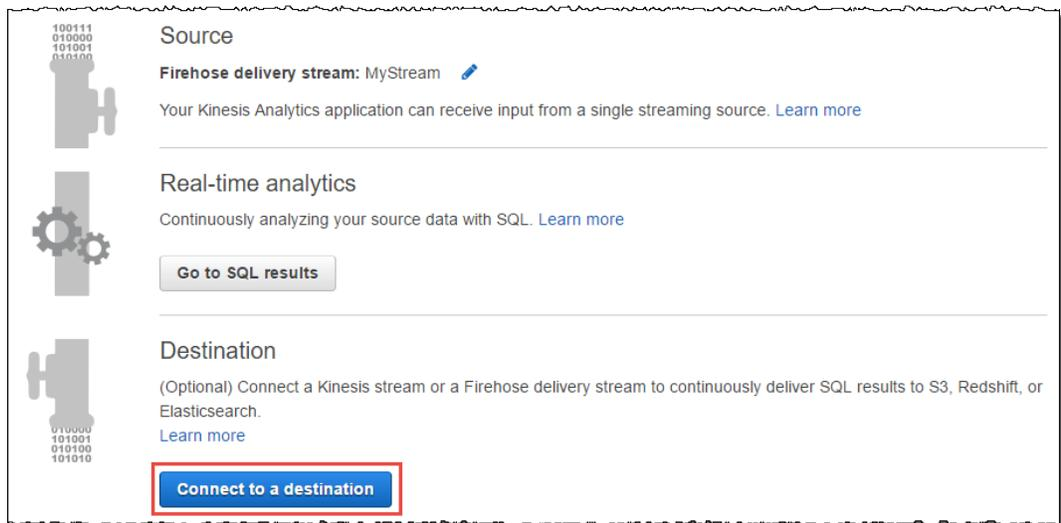 100111
010000
101001
010100
Source
Firehose delivery stream: MyStream
Your Kinesis Analytics application can receive input from a single streaming source. Learn more
Real-time analytics
Continuously analyzing your source data with SQL. Learn more
Go to SQL results
Destination
(Optional) Connect a Kinesis stream or a Firehose delivery stream to continuously deliver SQL results to S3, Redshift, or
Elasticsearch.
Learn more
010000
101001
010100
101010
Connect to a destination